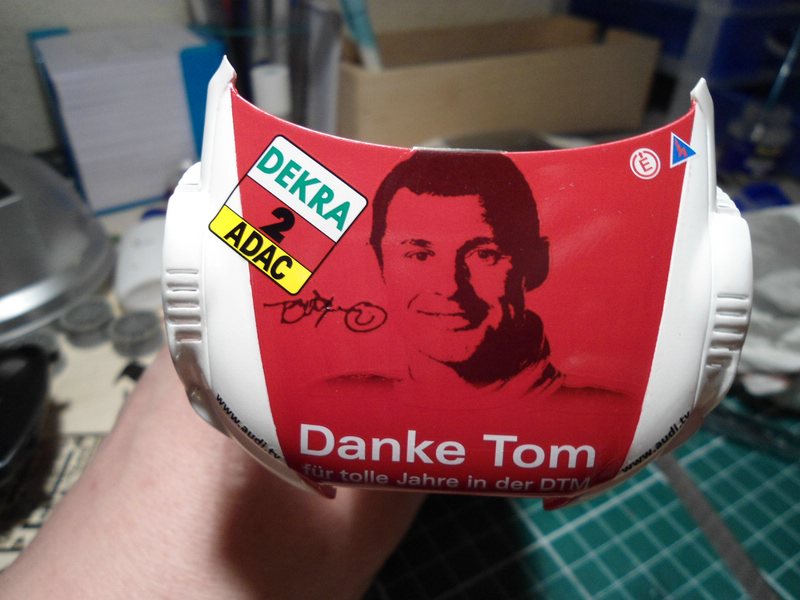 DEKRA
2
ADAC
E
www.audi.tv
www.audi.tv
Danke Tom
für tolle Jahre in der DTM